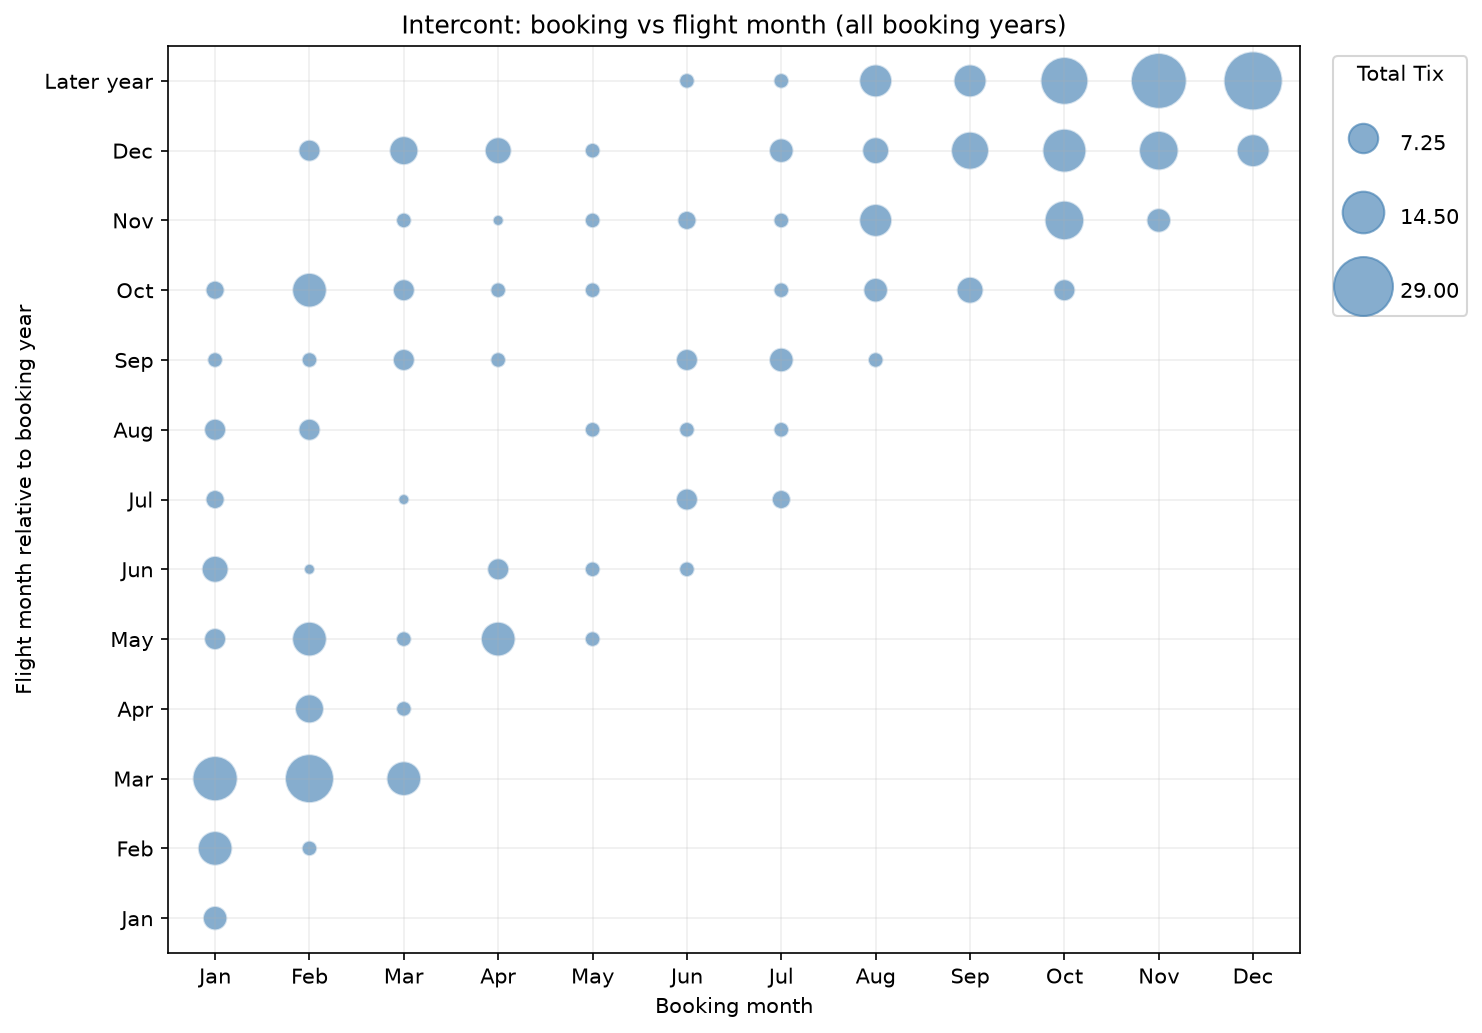 Intercont: booking vs flight month (all booking years)
Total Tix
7.25
14.50
29.00
Flight month relative to booking year
Later year
Dec
Nov
Oct
Sep
Aug
Jul
Jun
May
Apr
Mar
Feb
Jan
Jan Feb Mar Apr May Jun Jul Aug Sep Oct Nov Dec
Booking month